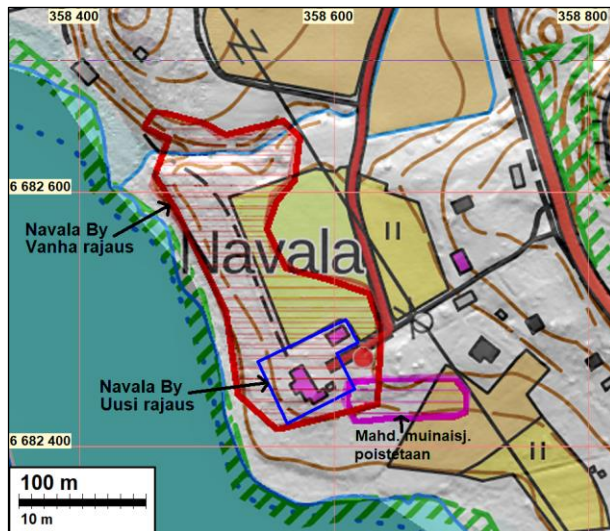 358 400
358 600
358 800
6 682 600
Navala By
Vanha rajaus
Navala
II
Navala By
Uusi rajaus
Mahd. muinaisj.
poistetaan
ii
6 682 400
100 m
10 m